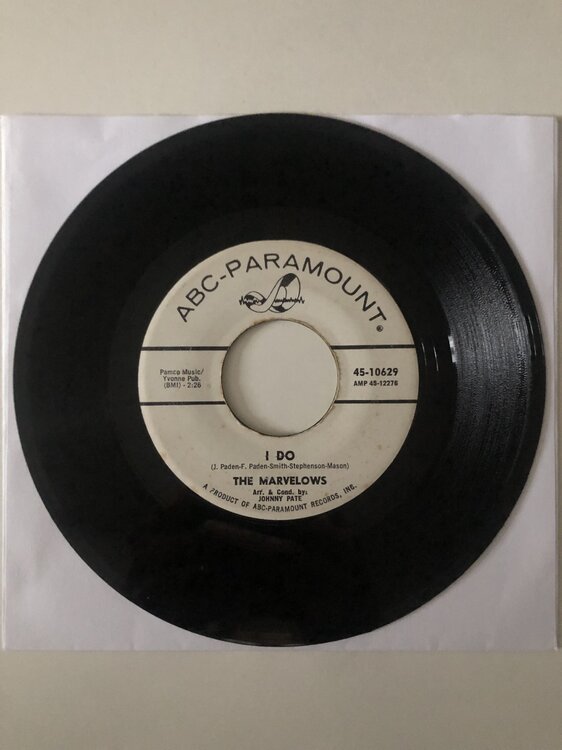 ABC-PARAMOUNT®
Pamco Music/
Yvonne Pub.
(BMI) - 2:26
45-10629
AMP 45-12276
I DO
(J. Paden-F. Paden-Smith-Stephenson-Mason)
THE MARVELOWS
Arr. & Cond. by:
JOHNNY PATE
A PRODUCT OF ABC-PARAMOUNT RECORDS, INC.